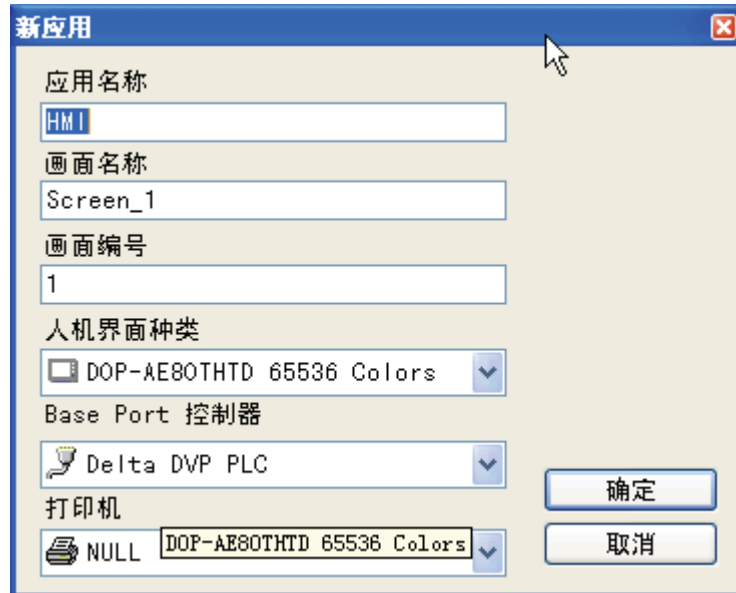 新应用
应用名称
HMI
画面名称
Screen_1
画面编号
1
人机界面种类
DOP-AE80THTD 65536 Colors
Base Port 控制器
Delta DVP PLC
打印机
NULL
DOP-AE80THTD 65536 Colors
确定
取消